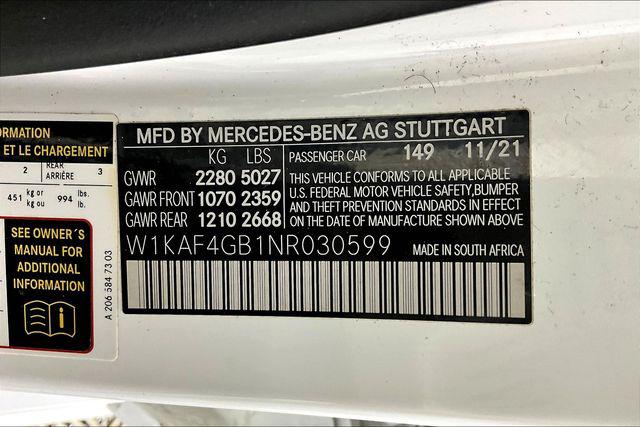 ORMATION
ET LE CHARGEMENT
2 REAR ARRIÈRE 3
451 kg or kg ou 994 lbs. lb.
SEE OWNER'S
MANUAL FOR
ADDITIONAL
INFORMATION
A 206 584 73 03
MFD BY MERCEDES-BENZ AG STUTTGART
KG LBS
GVWR 2280 5027
GAWR FRONT 1070 2359
GAWR REAR 1210 2668
PASSENGER CAR 149 11/21
THIS VEHICLE CONFORMS TO ALL APPLICABLE
U.S. FEDERAL MOTOR VEHICLE SAFETY,BUMPER
AND THEFT PREVENTION STANDARDS IN EFFECT
ON THE DATE OF MANUFACTURE SHOWN ABOVE
W1KAF4GB1NR030599 MADE IN SOUTH AFRICA